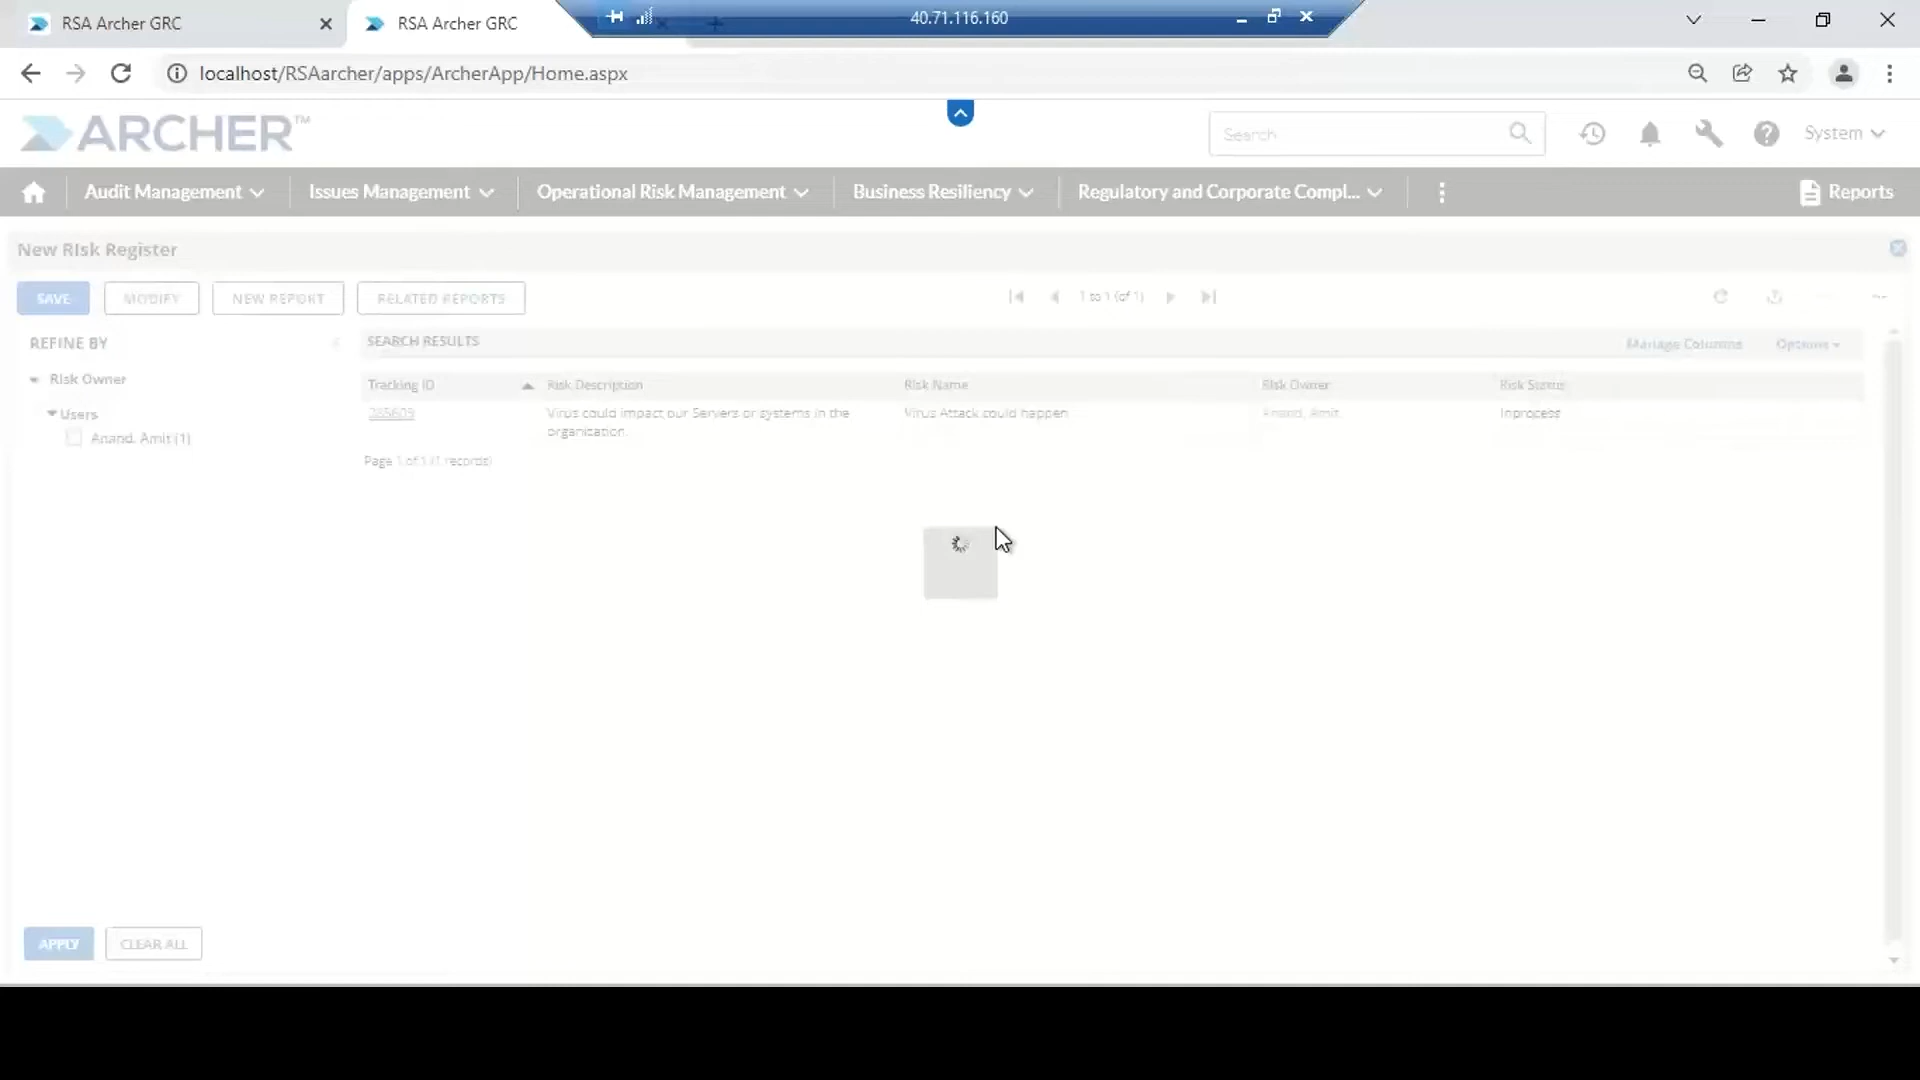 RSA Archer GRC
RSA Archer GRC
40.71.116.160
localhost/RSAarcher/apps/ArcherApp/Home.aspx
ARCHER™
Search
System
Audit Management
Issues Management
Operational Risk Management
Business Resiliency
Regulatory and Corporate Compl...
Reports
New RIsk Register
SAVE
MODIFY
NEW REPORT
RELATED REPORTS
1 to 1 (of 1)
REFINE BY
SEARCH RESULTS
Manage Columns
Options
Risk Owner
Tracking ID
Risk Description
Risk Name
Risk Owner
Risk Status
Users
285609
Virus could impact our Servers or systems in the
organization.
Virus Attack could happen
Anand, Amit
Inprocess
Anand, Amit (1)
Page 1 of 1 (1 records)
APPLY
CLEAR ALL